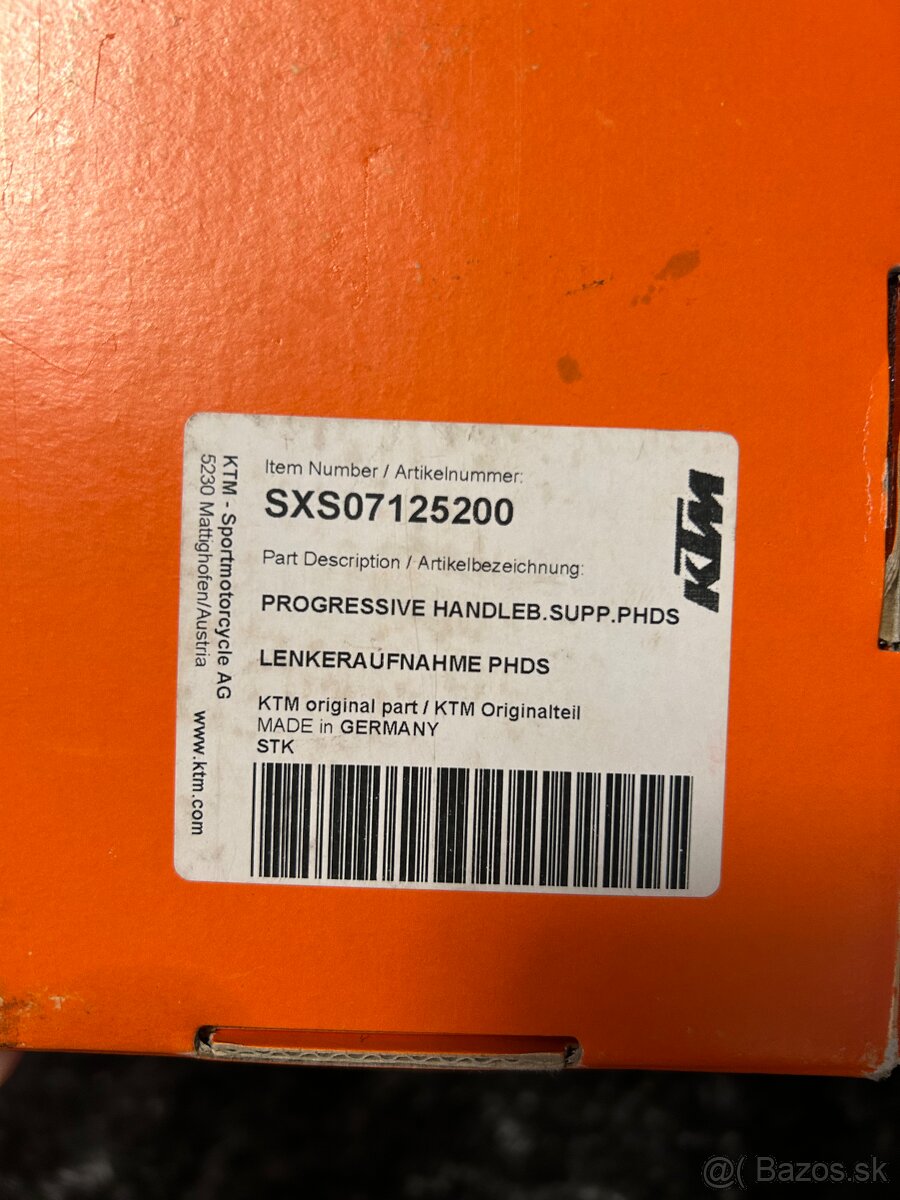 Item Number / Artikelnummer:
SXS07125200
Part Description / Artikelbezeichnung:
PROGRESSIVE HANDLEB.SUPP.PHDS
LENKERAUFNAHME PHDS
KTM original part / KTM Originalteil
MADE in GERMANY
STK
KTM - Sportmotorcycle AG www.ktm.com
5230 Mattighofen/Austria
KTM
@( Bazos.sk